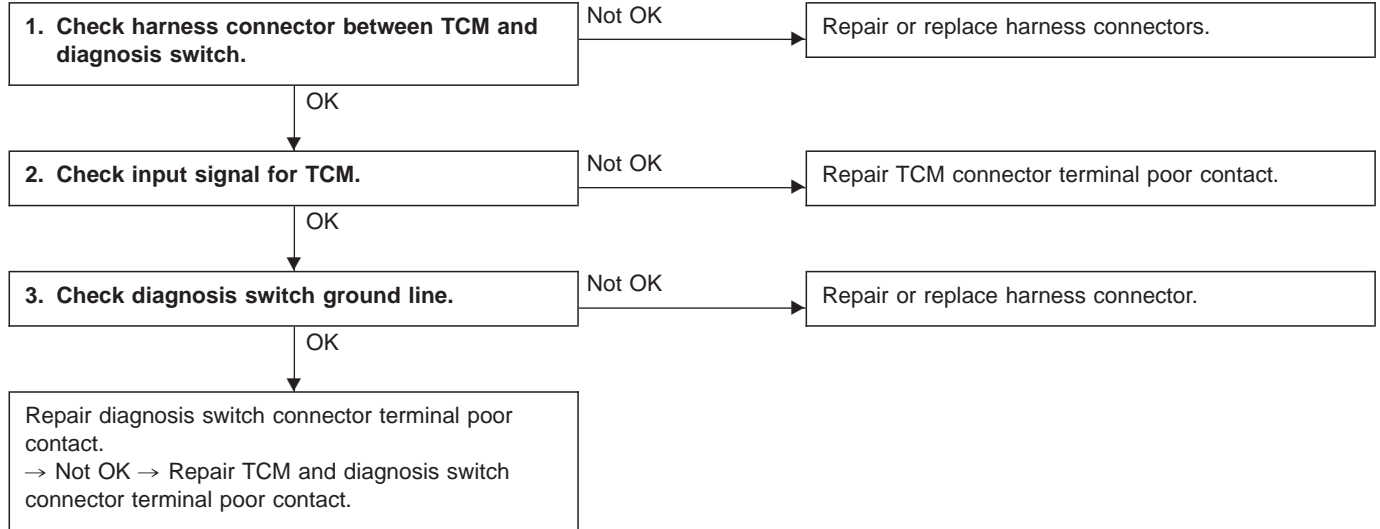 1. Check harness connector between TCM and
diagnosis switch.
Not OK
Repair or replace harness connectors.
OK
2. Check input signal for TCM.
Not OK
Repair TCM connector terminal poor contact.
OK
3. Check diagnosis switch ground line.
Not OK
Repair or replace harness connector.
OK
Repair diagnosis switch connector terminal poor
contact.
→ Not OK → Repair TCM and diagnosis switch
connector terminal poor contact.